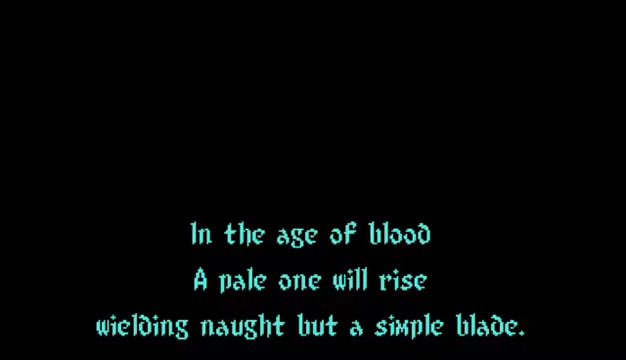 In the age of blood
A pale one will rise
wielding naught but a simple blade.